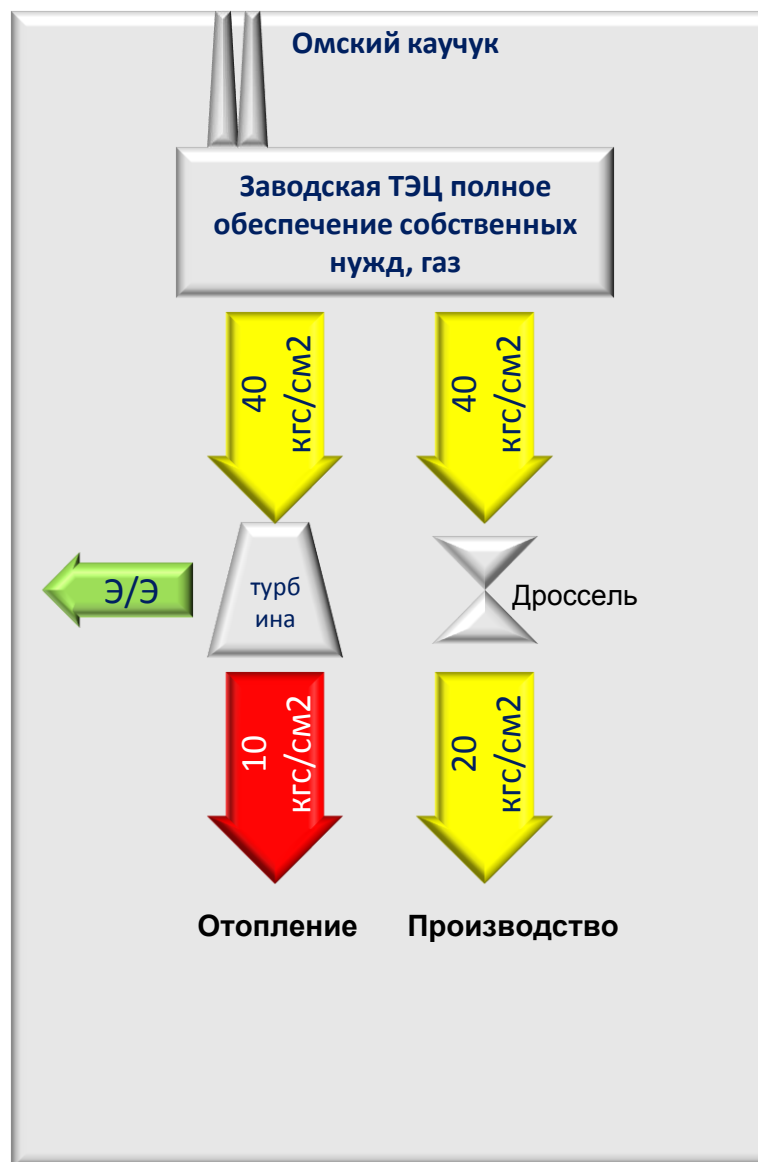 Омский каучук
Заводская ТЭЦ полное
обеспечение собственных
нужд, газ
40
кгс/см2
40
кгс/см2
Э/Э
турб
ина
Дроссель
10
кгс/см2
20
кгс/см2
Отопление
Производство